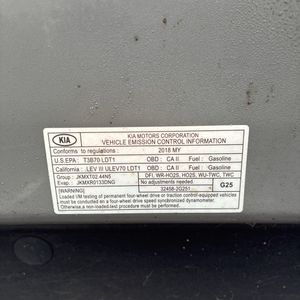 KIA
KIA MOTORS CORPORATION
VEHICLE EMISSION CONTROL INFORMATION
Conforms to regulations : 2018 MY
U.S.EPA : T3B70 LDT1 OBD : CA II Fuel : Gasoline
California : LEV III ULEV70 LDT1 OBD : CA II Fuel : Gasoline
Group : JKMXT02.44N5 DFI, WR-HO2S, HO2S, WU-TWC, TWC
Evap. : JKMXR0133DNG No adjustments needed.
32458-2G251 G25
[Warning]
Loaded I/M testing of permanent four-wheel drive or traction control-equipped vehicles
must be performed on a four-wheel drive speed synchronized dynamometer.
Otherwise, non-loaded test must be performed.